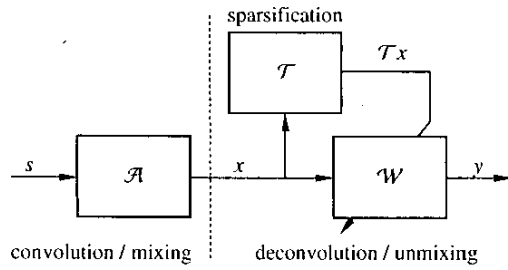 sparsification
𝒯
𝒯x
s
𝒜
x
𝒲
y
convolution / mixing
deconvolution / unmixing